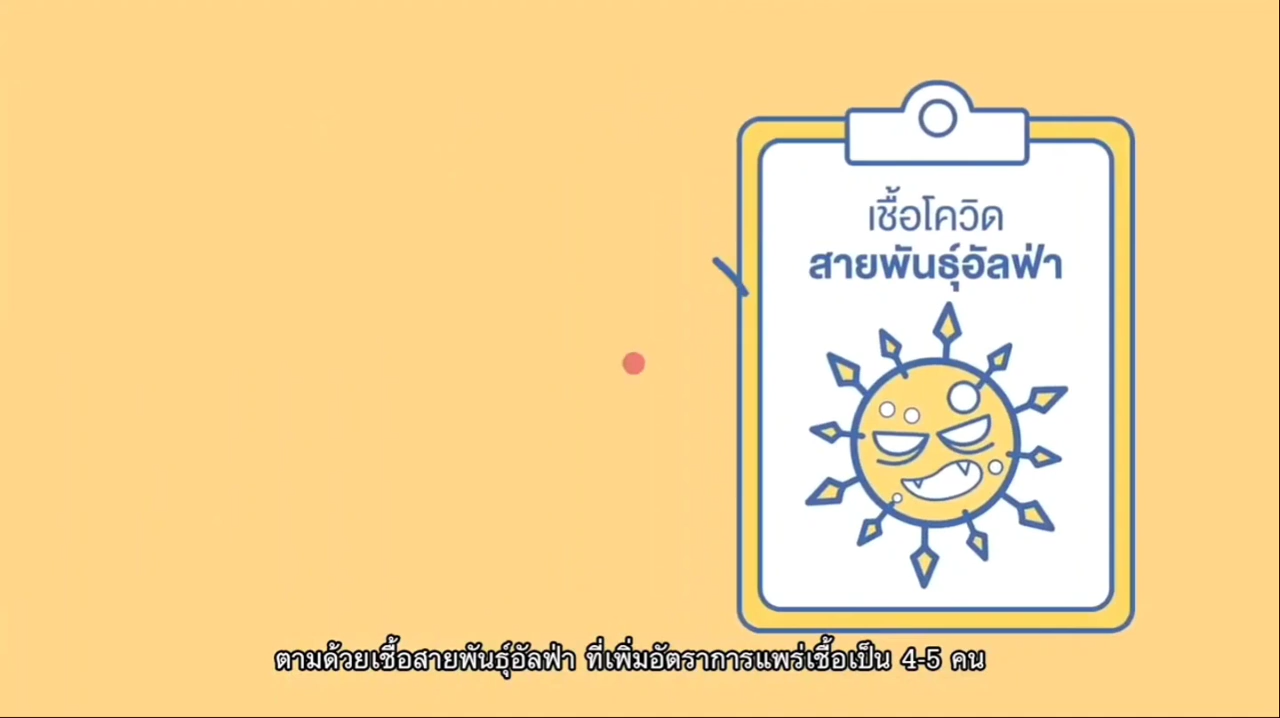 เชื้อโควิด
สายพันธุ์อัลฟ่า
ตามด้วยเชื้อสายพันธุ์อัลฟ่า ที่เพิ่มอัตราการแพร่เชื้อเป็น 4-5 คน